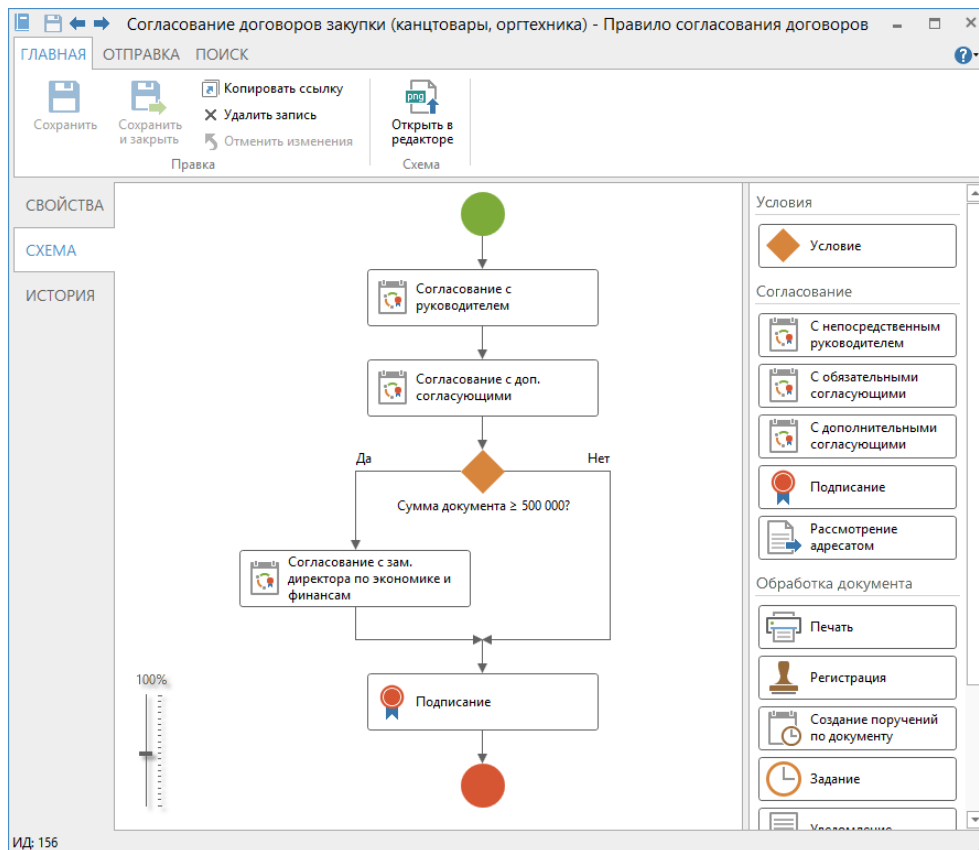 Согласование договоров закупки (канцтовары, оргтехника) - Правило согласования договоров
ГЛАВНАЯ ОТПРАВКА ПОИСК
?
Сохранить
Сохранить
и закрыть
Копировать ссылку
Удалить запись
Отменить изменения
Правка
png
Открыть в
редакторе
Схема
СВОЙСТВА
СХЕМА
ИСТОРИЯ
Согласование с
руководителем
Согласование с доп.
согласующими
Да
Нет
Сумма документа ≥ 500 000?
Согласование с зам.
директора по экономике и
финансам
Подписание
100%
Условия
Условие
Согласование
С непосредственным
руководителем
С обязательными
согласующими
С дополнительными
согласующими
Подписание
Рассмотрение
адресатом
Обработка документа
Печать
Регистрация
Создание поручений
по документу
Задание
Уведомление
ИД: 156